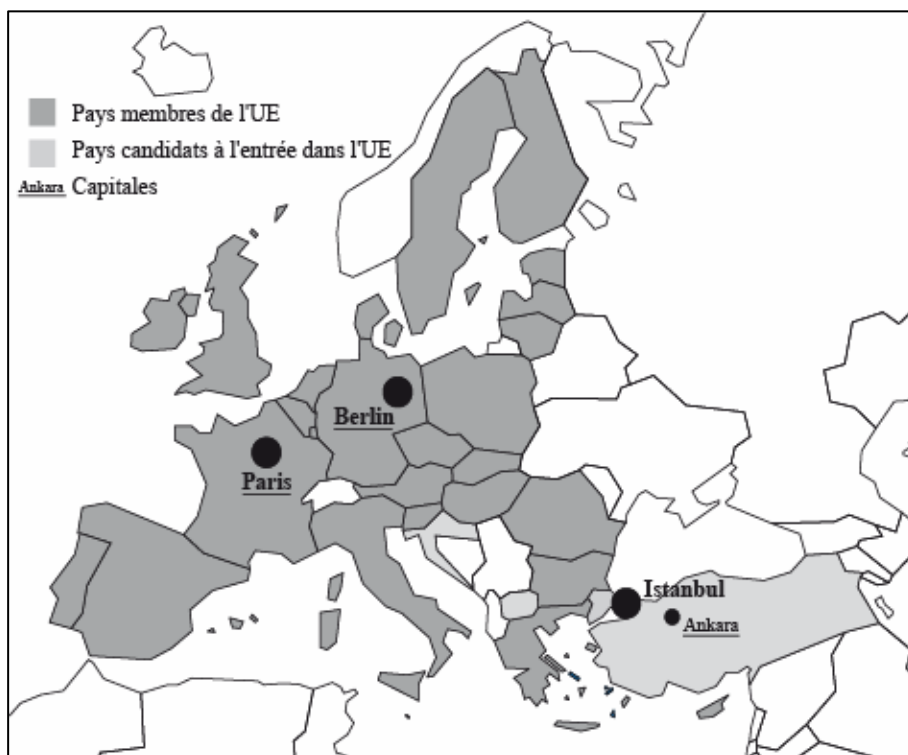 Pays membres de l'UE
Pays candidats à l'entrée dans l'UE
Ankara Capitales
Berlin
Paris
Istanbul
Ankara